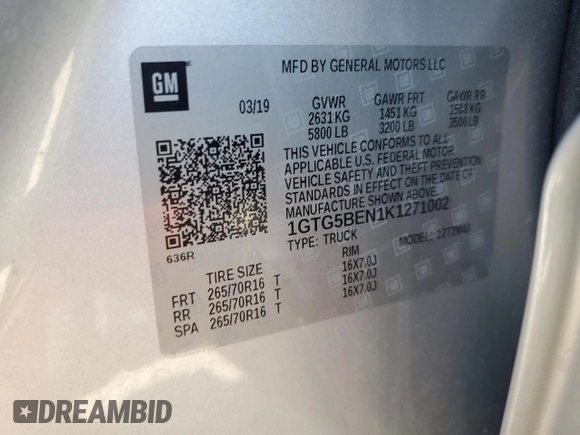 GM
MFD BY GENERAL MOTORS LLC
03/19 GVWR GAWR FRT GAWR RR
2631 KG 1451 KG 1588 KG
5800 LB 3200 LB 3500 LB
THIS VEHICLE CONFORMS TO ALL
APPLICABLE U.S. FEDERAL MOTOR
VEHICLE SAFETY AND THEFT PREVENTION
STANDARDS IN EFFECT ON THE DATE OF
MANUFACTURE SHOWN ABOVE.
1GTG5BEN1K1271002
TYPE: TRUCK MODEL: 12T2M43
636R
TIRE SIZE RIM
FRT 265/70R16 T 16X7.0J
RR 265/70R16 T 16X7.0J
SPA 265/70R16 T 16X7.0J
DREAMBID